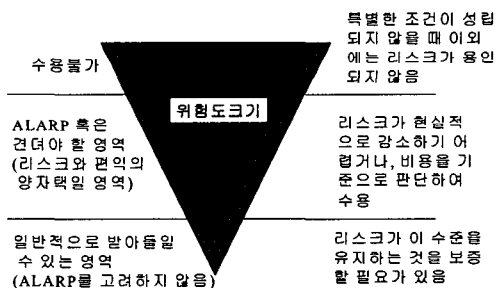 수용불가
특별한 조건이 성립
되지 않을 때 이외
에는 리스크가 용인
되지 않음
위험도크기
ALARP 혹은
견뎌야 할 영역
(리스크와 편익의
양자택일 영역)
리스크가 현실적
으로 감소하기 어
렵거나, 비용을 기
준으로 판단하여
수용
일반적으로 받아들일
수 있는 영역
(ALARP를 고려하지 않음)
리스크가 이 수준을
유지하는 것을 보증
할 필요가 있음